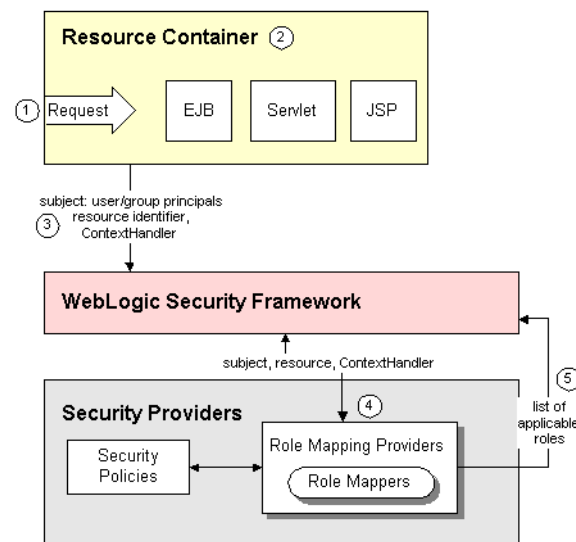 Resource Container 2
1 Request
EJB
Servlet
JSP
subject: user/group principals
resource identifier,
ContextHandler
3
WebLogic Security Framework
subject, resource, ContextHandler
4
5
list of
applicable
roles
Security Providers
Security
Policies
Role Mapping Providers
Role Mappers